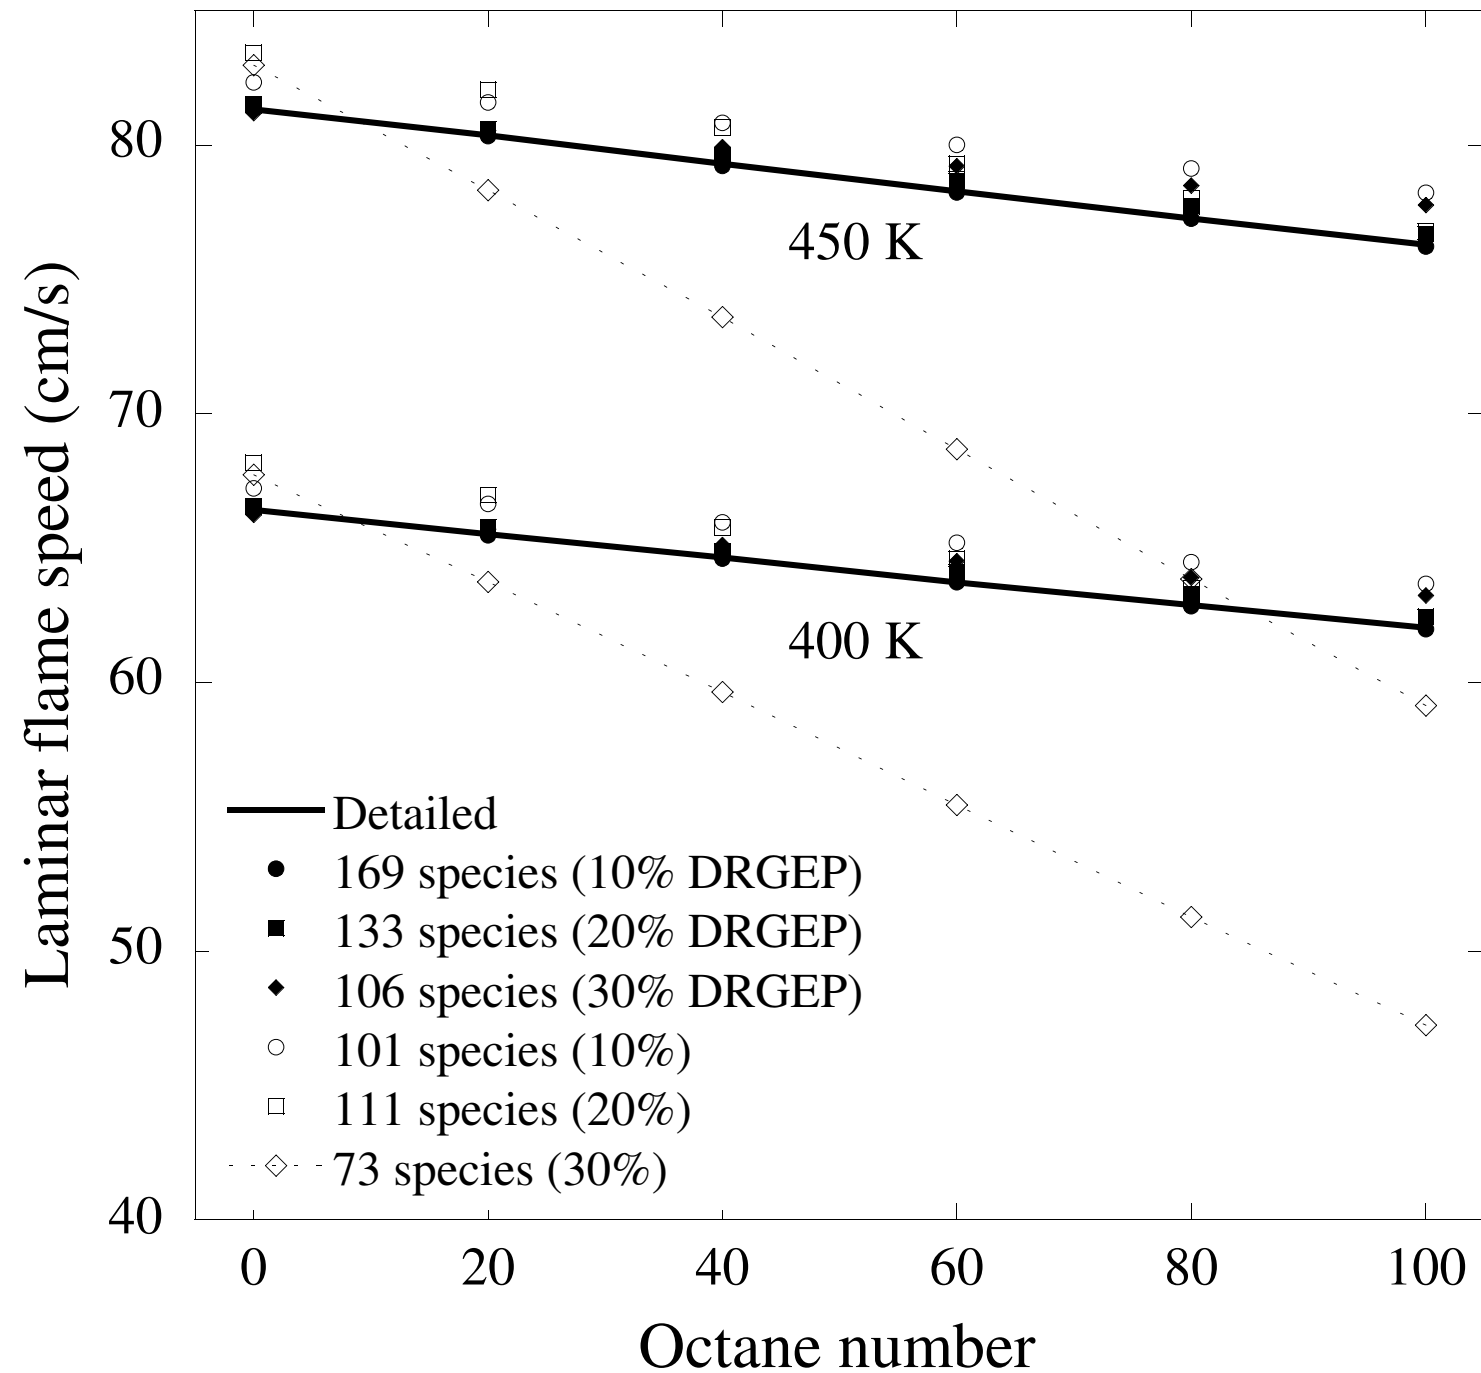 Laminar flame speed (cm/s)
80
70
60
50
40
450 K
400 K
Detailed
169 species (10% DRGEP)
133 species (20% DRGEP)
106 species (30% DRGEP)
101 species (10%)
111 species (20%)
73 species (30%)
0 20 40 60 80 100
Octane number